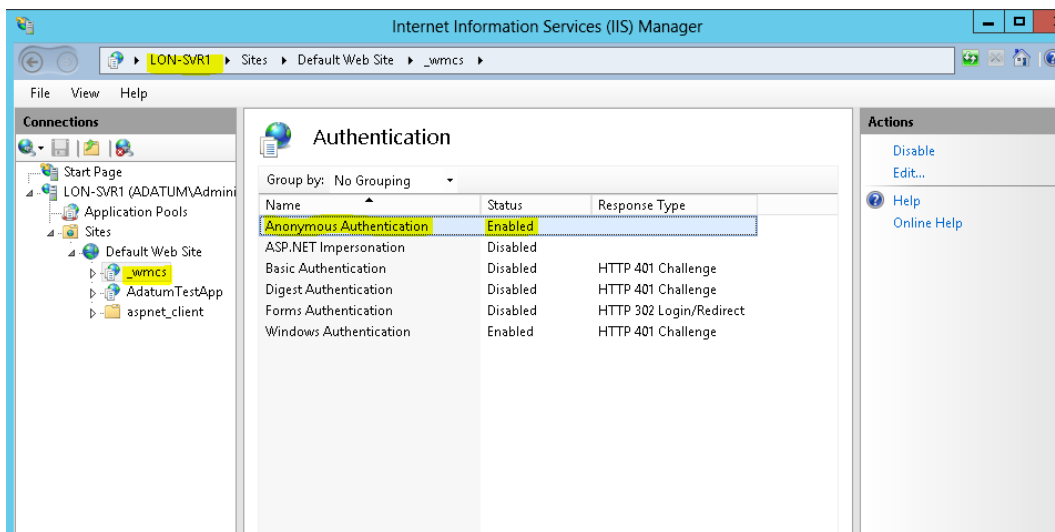 Internet Information Services (IIS) Manager
LON-SVR1 Sites Default Web Site _wmcs
File View Help
Connections
Start Page
LON-SVR1 (ADATUM\Admini
Application Pools
Sites
Default Web Site
_wmcs
AdatumTestApp
aspnet_client
Authentication
Group by: No Grouping
Name Status Response Type
Anonymous Authentication Enabled
ASP.NET Impersonation Disabled
Basic Authentication Disabled HTTP 401 Challenge
Digest Authentication Disabled HTTP 401 Challenge
Forms Authentication Disabled HTTP 302 Login/Redirect
Windows Authentication Enabled HTTP 401 Challenge
Actions
Disable
Edit...
Help
Online Help